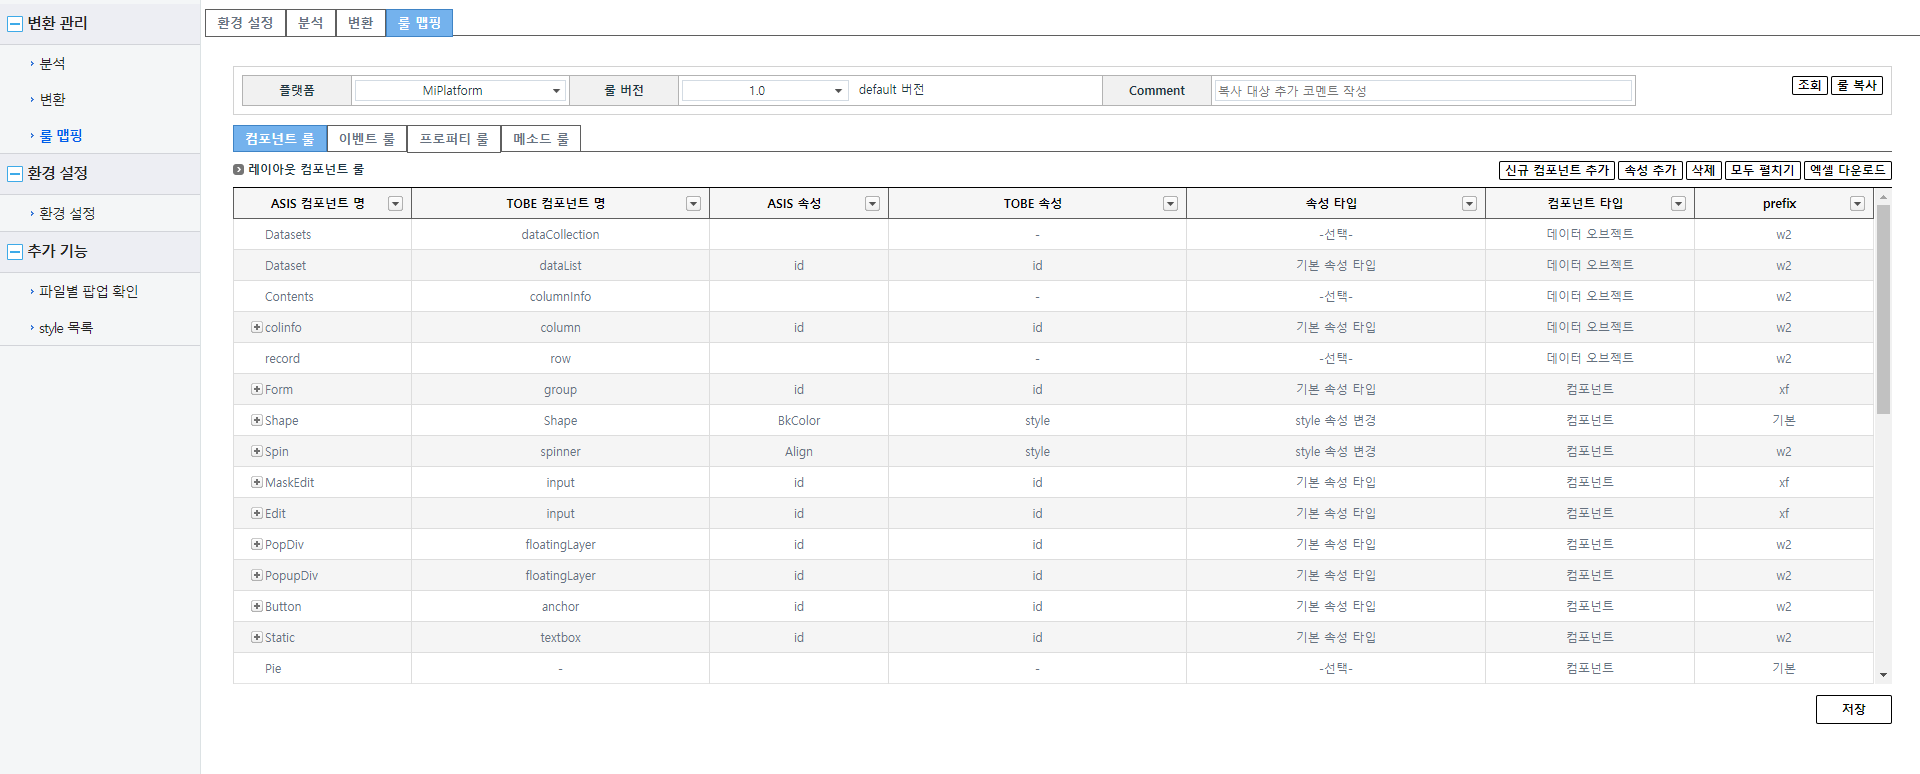 변환 관리
분석
변환
룰 맵핑
환경 설정
환경 설정
추가 기능
파일별 팝업 확인
style 목록
환경 설정 분석 변환 룰 맵핑
플랫폼 MiPlatform 룰 버전 1.0 default 버전 Comment 복사 대상 추가 코멘트 작성 조회 룰 복사
컴포넌트 룰 이벤트 룰 프로퍼티 룰 메소드 룰
레이아웃 컴포넌트 룰 신규 컴포넌트 추가 속성 추가 삭제 모두 펼치기 엑셀 다운로드
ASIS 컴포넌트 명 TOBE 컴포넌트 명 ASIS 속성 TOBE 속성 속성 타입 컴포넌트 타입 prefix
Datasets dataCollection - -선택- 데이터 오브젝트 w2
Dataset dataList id id 기본 속성 타입 데이터 오브젝트 w2
Contents columnInfo - -선택- 데이터 오브젝트 w2
colinfo column id id 기본 속성 타입 데이터 오브젝트 w2
record row - -선택- 데이터 오브젝트 w2
Form group id id 기본 속성 타입 컴포넌트 xf
Shape Shape BkColor style style 속성 변경 컴포넌트 기본
Spin spinner Align style style 속성 변경 컴포넌트 w2
MaskEdit input id id 기본 속성 타입 컴포넌트 xf
Edit input id id 기본 속성 타입 컴포넌트 xf
PopDiv floatingLayer id id 기본 속성 타입 컴포넌트 w2
PopupDiv floatingLayer id id 기본 속성 타입 컴포넌트 w2
Button anchor id id 기본 속성 타입 컴포넌트 w2
Static textbox id id 기본 속성 타입 컴포넌트 w2
Pie - - -선택- 컴포넌트 기본
저장